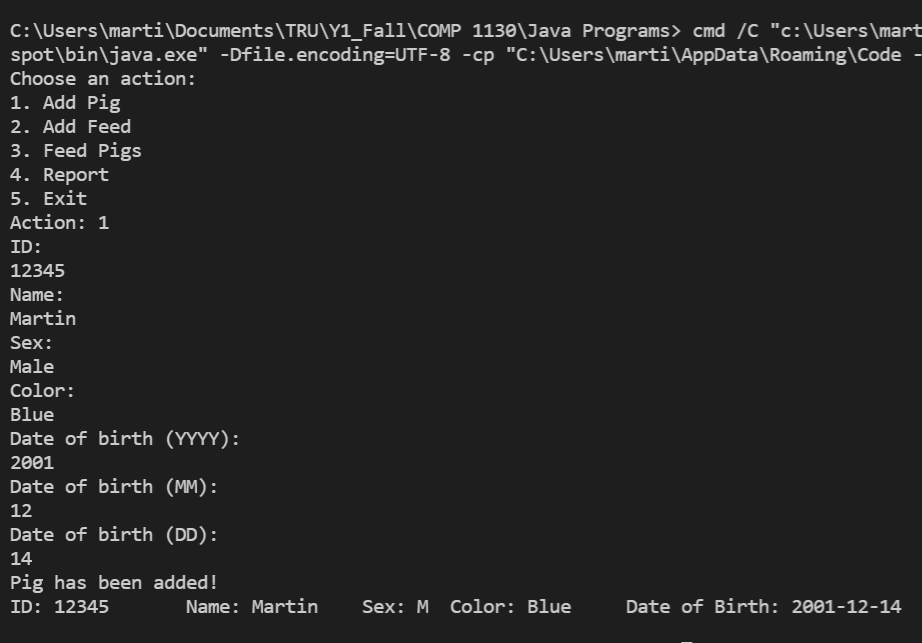 C:\Users\marti\Documents\TRU\Y1_Fall\COMP 1130\Java Programs> cmd /C "c:\Users\mart
spot\bin\java.exe" -Dfile.encoding=UTF-8 -cp "C:\Users\marti\AppData\Roaming\Code -
Choose an action:
1. Add Pig
2. Add Feed
3. Feed Pigs
4. Report
5. Exit
Action: 1
ID:
12345
Name:
Martin
Sex:
Male
Color:
Blue
Date of birth (YYYY):
2001
Date of birth (MM):
12
Date of birth (DD):
14
Pig has been added!
ID: 12345       Name: Martin    Sex: M  Color: Blue     Date of Birth: 2001-12-14